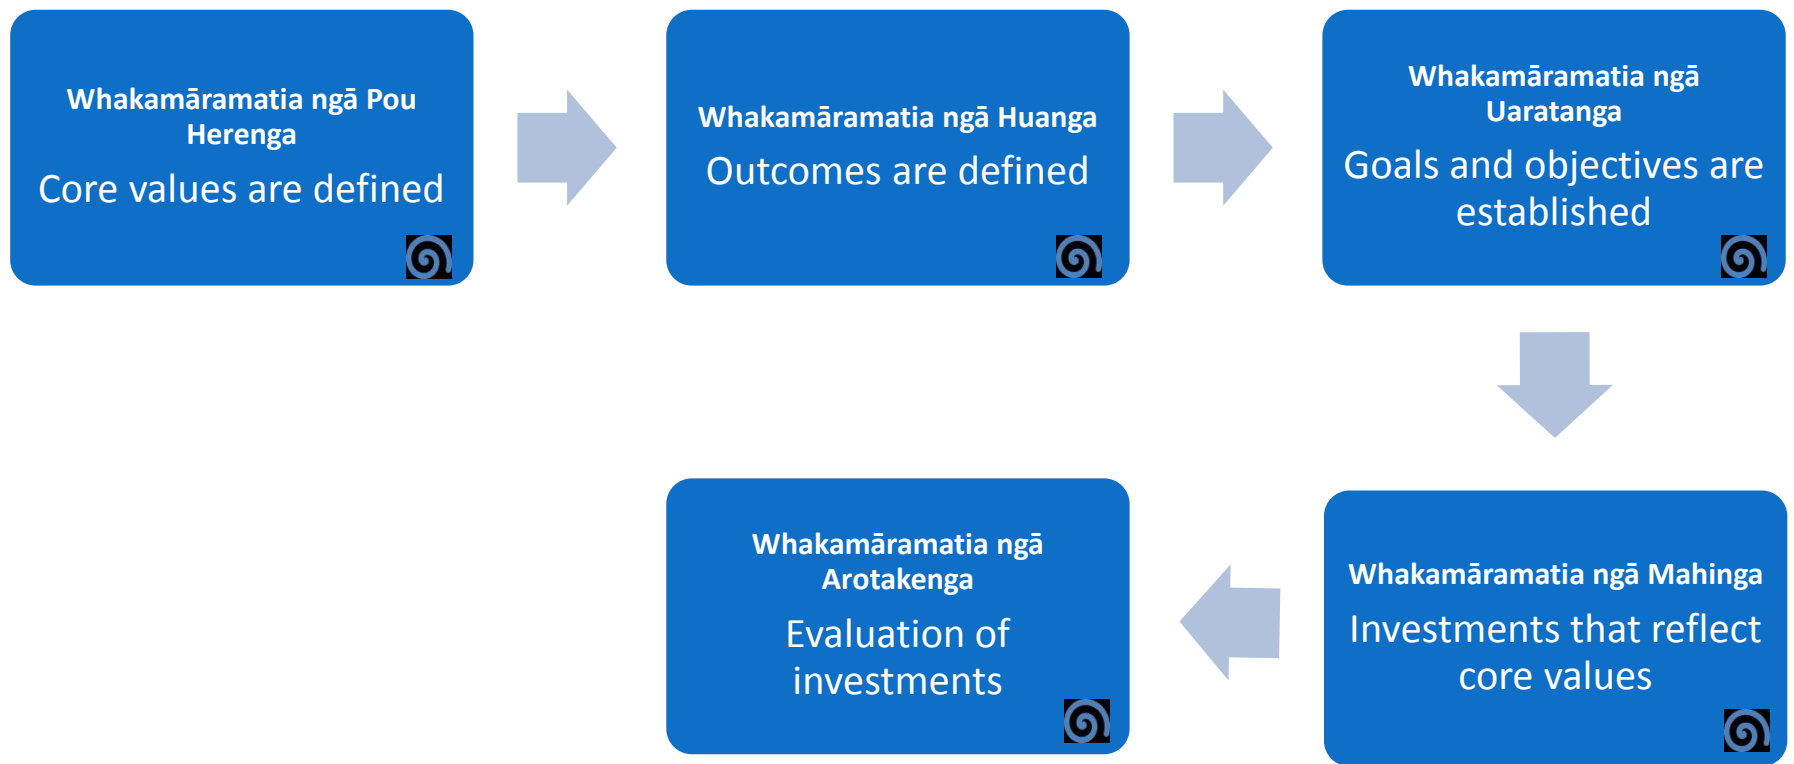 Whakamāramatia ngā Pou
Herenga
Core values are defined
Whakamāramatia ngā Huanga
Outcomes are defined
Whakamāramatia ngā
Uaratanga
Goals and objectives are
established
Whakamāramatia ngā Mahinga
Investments that reflect
core values
Whakamāramatia ngā
Arotakenga
Evaluation of
investments